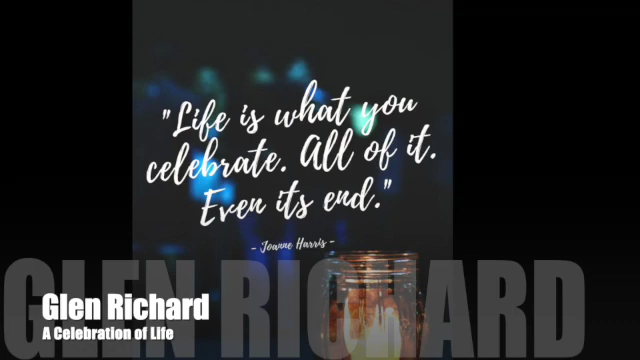 "Life is what you
celebrate. All of it.
Even its end."
- Joanne Harris -
GLEN RICHARD
Glen Richard
A Celebration of Life